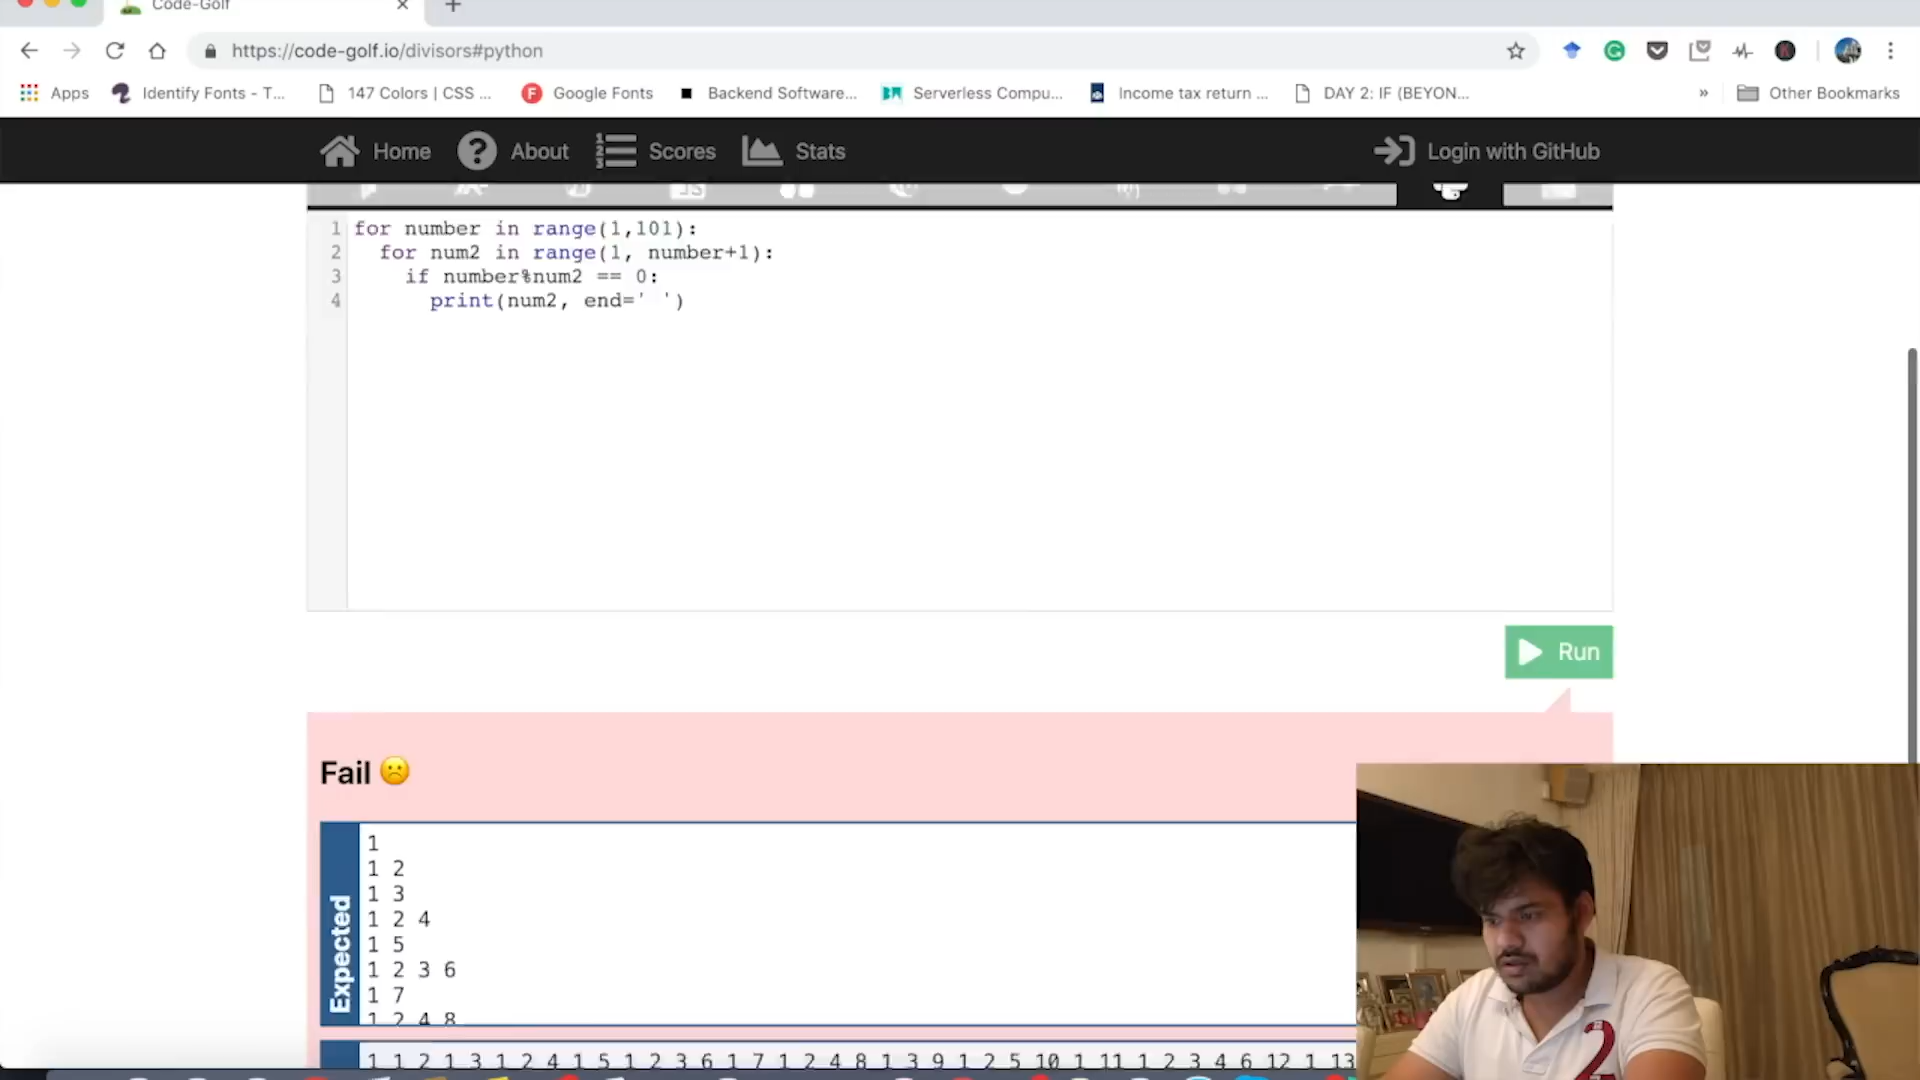 Code-Golf
https://code-golf.io/divisors#python
Apps
Identify Fonts - T...
147 Colors | CSS ...
Google Fonts
Backend Software...
Serverless Compu...
Income tax return ...
DAY 2: IF (BEYON...
»
Other Bookmarks
Home
About
Scores
Stats
Login with GitHub
1 for number in range(1,101):
2 for num2 in range(1, number+1):
3 if number%num2 == 0:
4 print(num2, end=' ')
Run
Fail
Expected
1
1 2
1 3
1 2 4
1 5
1 2 3 6
1 7
1 2 4 8
1 1 2 1 3 1 2 4 1 5 1 2 3 6 1 7 1 2 4 8 1 3 9 1 2 5 10 1 11 1 2 3 4 6 12 1 13
2